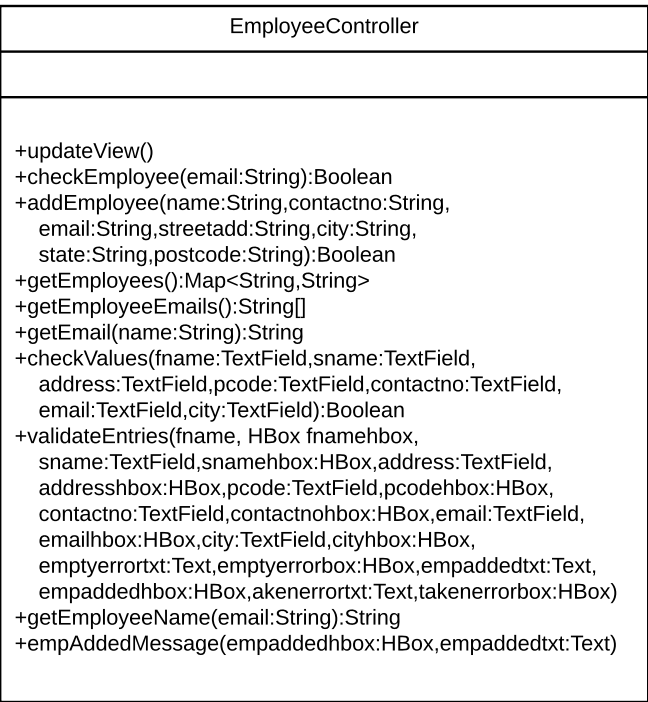 EmployeeController
+updateView()
+checkEmployee(email:String):Boolean
+addEmployee(name:String,contactno:String,
email:String,streetadd:String,city:String,
state:String,postcode:String):Boolean
+getEmployees():Map<String,String>
+getEmployeeEmails():String[]
+getEmail(name:String):String
+checkValues(fname:TextField,sname:TextField,
address:TextField,pcode:TextField,contactno:TextField,
email:TextField,city:TextField):Boolean
+validateEntries(fname, HBox fnamehbox,
sname:TextField,snamehbox:HBox,address:TextField,
addresshbox:HBox,pcode:TextField,pcodehbox:HBox,
contactno:TextField,contactnohbox:HBox,email:TextField,
emailhbox:HBox,city:TextField,cityhbox:HBox,
emptyerrortxt:Text,emptyerrorbox:HBox,empaddedtxt:Text,
empaddedhbox:HBox,akenerrortxt:Text,takenerrorbox:HBox)
+getEmployeeName(email:String):String
+empAddedMessage(empaddedhbox:HBox,empaddedtxt:Text)